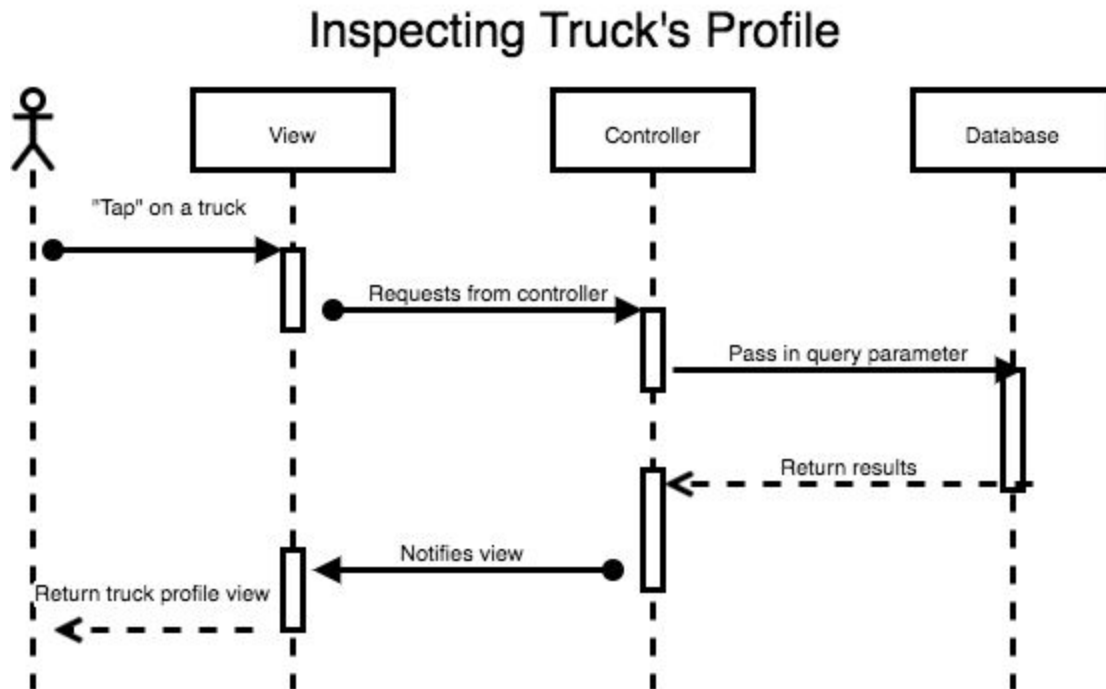 Inspecting Truck's Profile
View
Controller
Database
"Tap" on a truck
Requests from controller
Pass in query parameter
Return results
Notifies view
Return truck profile view